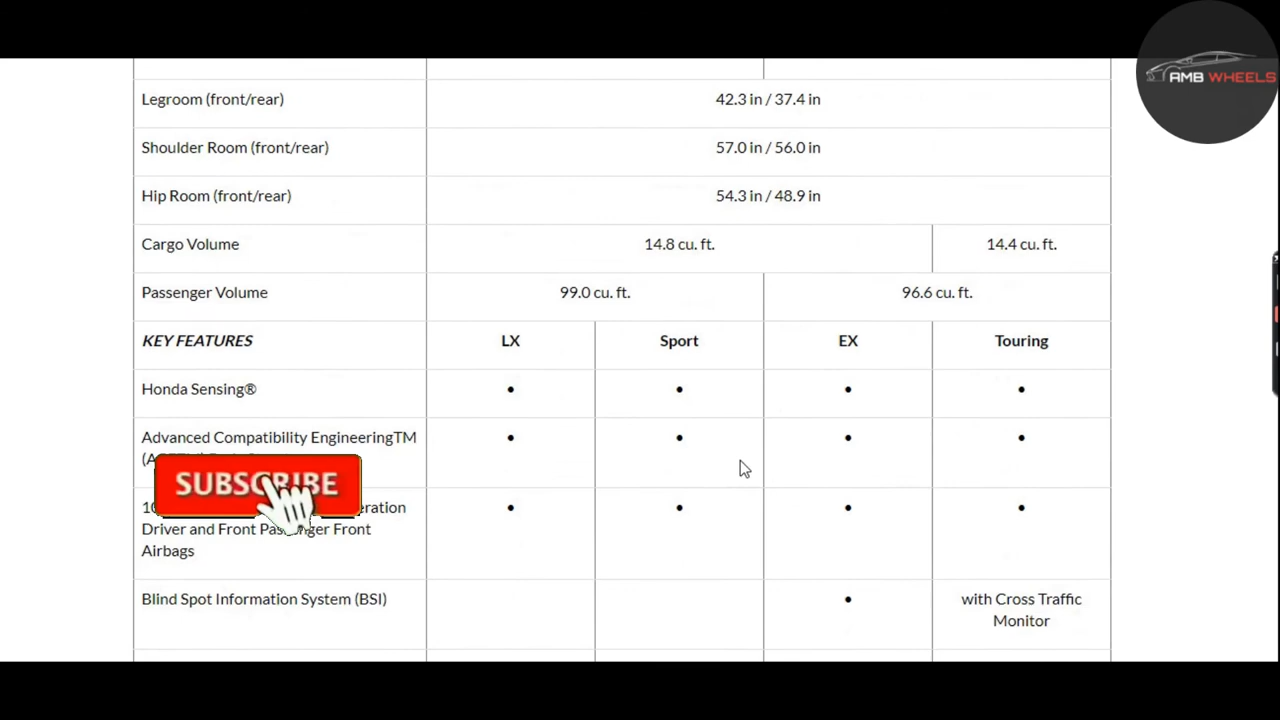 AMB WHEELS
Legroom (front/rear) 42.3 in / 37.4 in
Shoulder Room (front/rear) 57.0 in / 56.0 in
Hip Room (front/rear) 54.3 in / 48.9 in
Cargo Volume 14.8 cu. ft. 14.4 cu. ft.
Passenger Volume 99.0 cu. ft. 96.6 cu. ft.
KEY FEATURES LX Sport EX Touring
Honda Sensing® • • • •
Advanced Compatibility EngineeringTM • • • •
SUBSCRIBE
• • • •
Driver and Front Passenger Front
Airbags
Blind Spot Information System (BSI) • with Cross Traffic
Monitor